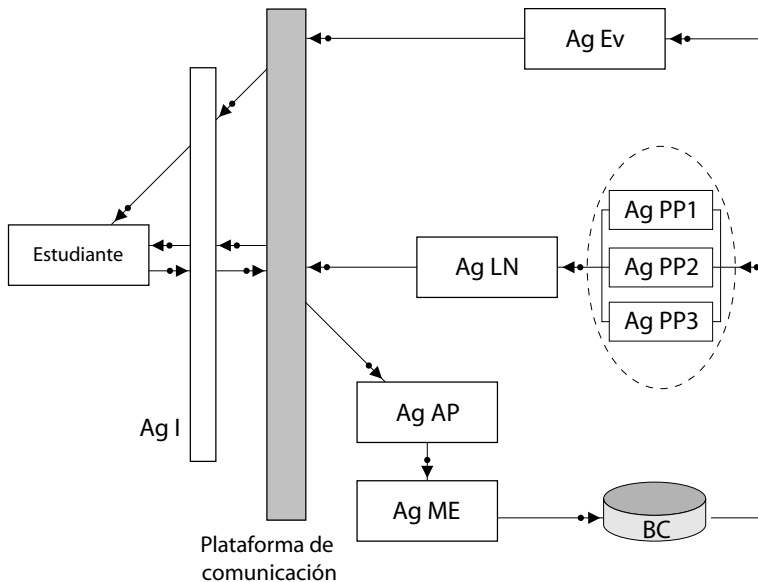 Ag Ev
Ag PP1
Estudiante
Ag LN
Ag PP2
Ag PP3
Ag I
Ag AP
Ag ME
BC
Plataforma de
comunicación